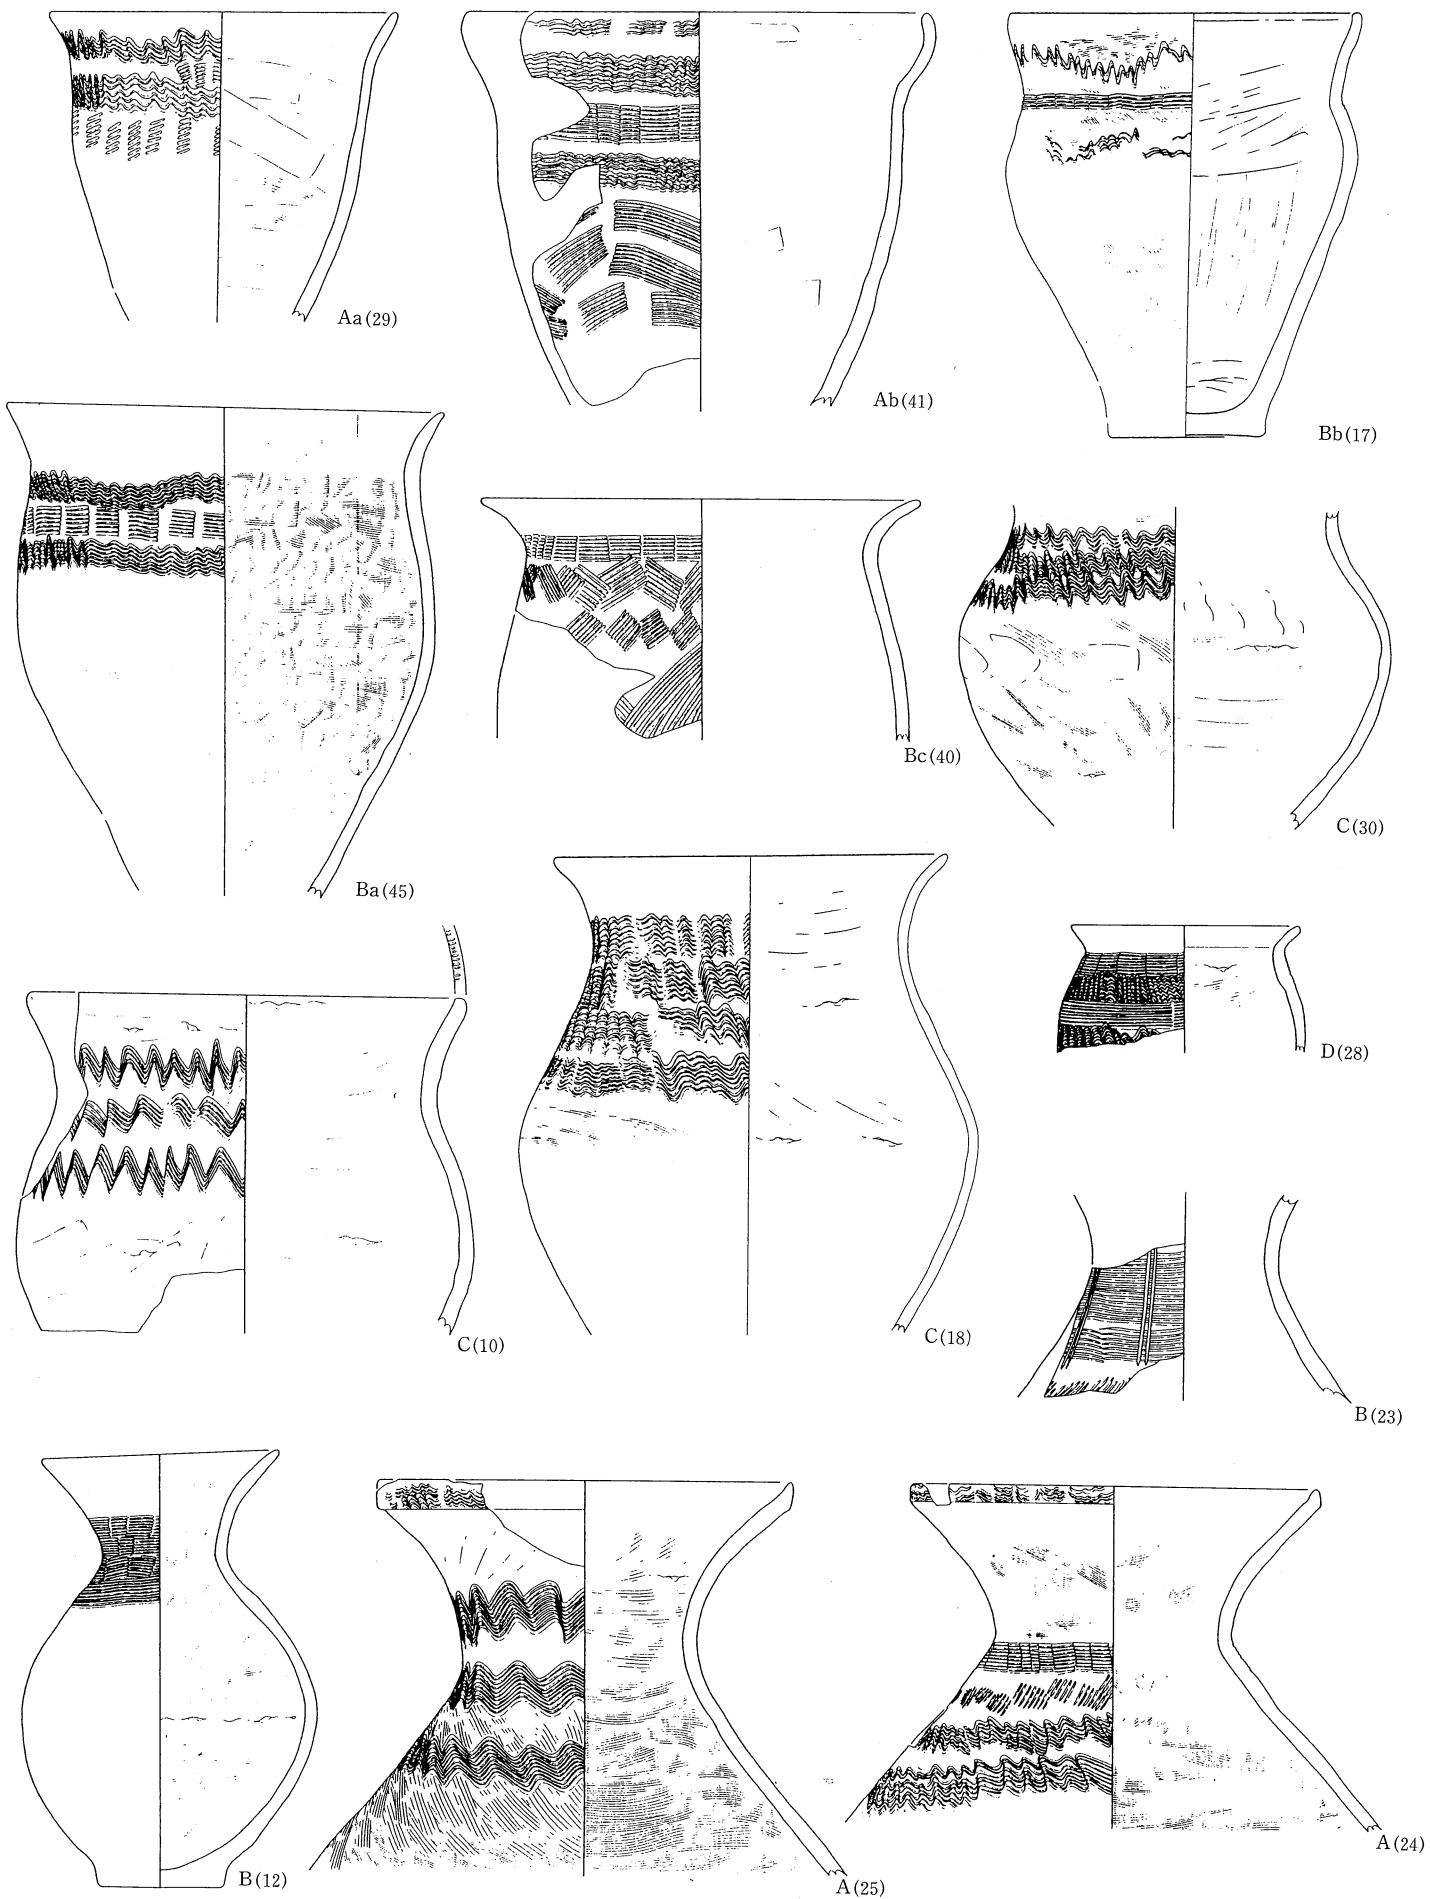 Aa(29)
Ab(41)
Bb(17)
Ba(45)
Bc(40)
C(30)
C(10)
C(18)
D(28)
B(23)
B(12)
A(25)
A(24)